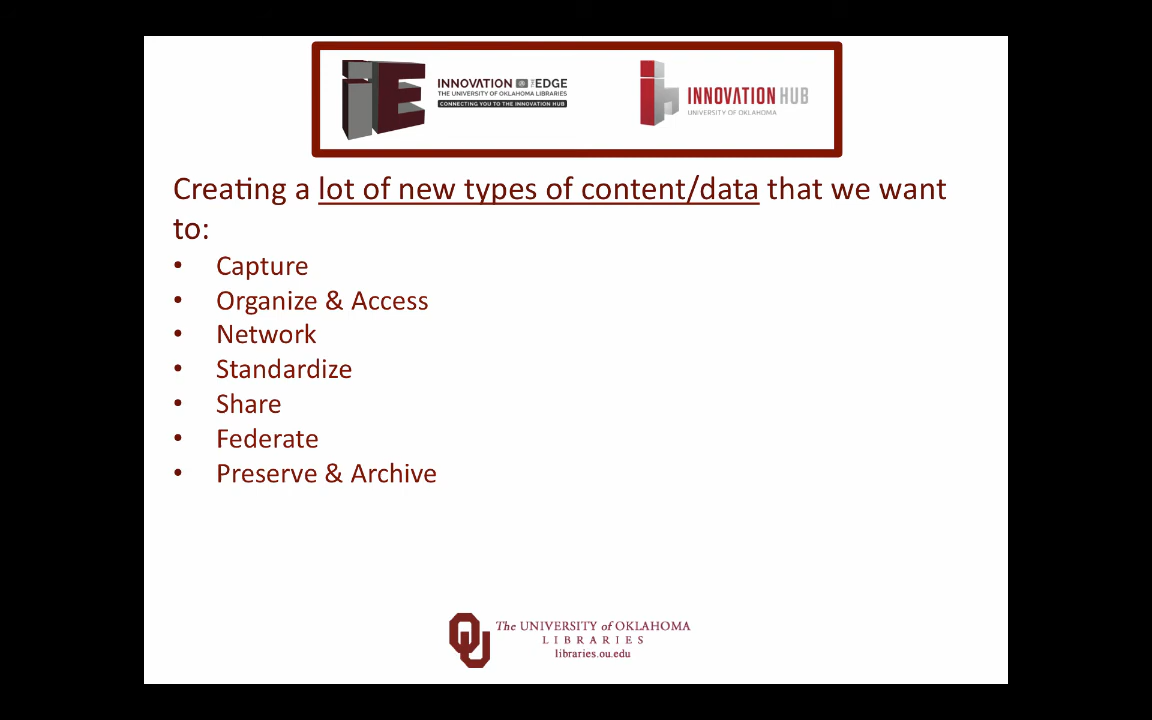 iE INNOVATION @ THE EDGE
THE UNIVERSITY OF OKLAHOMA LIBRARIES
CONNECTING YOU TO THE INNOVATION HUB
INNOVATION HUB
UNIVERSITY OF OKLAHOMA
Creating a lot of new types of content/data that we want
to:
• Capture
• Organize & Access
• Network
• Standardize
• Share
• Federate
• Preserve & Archive
OU The UNIVERSITY of OKLAHOMA
LIBRARIES
libraries.ou.edu